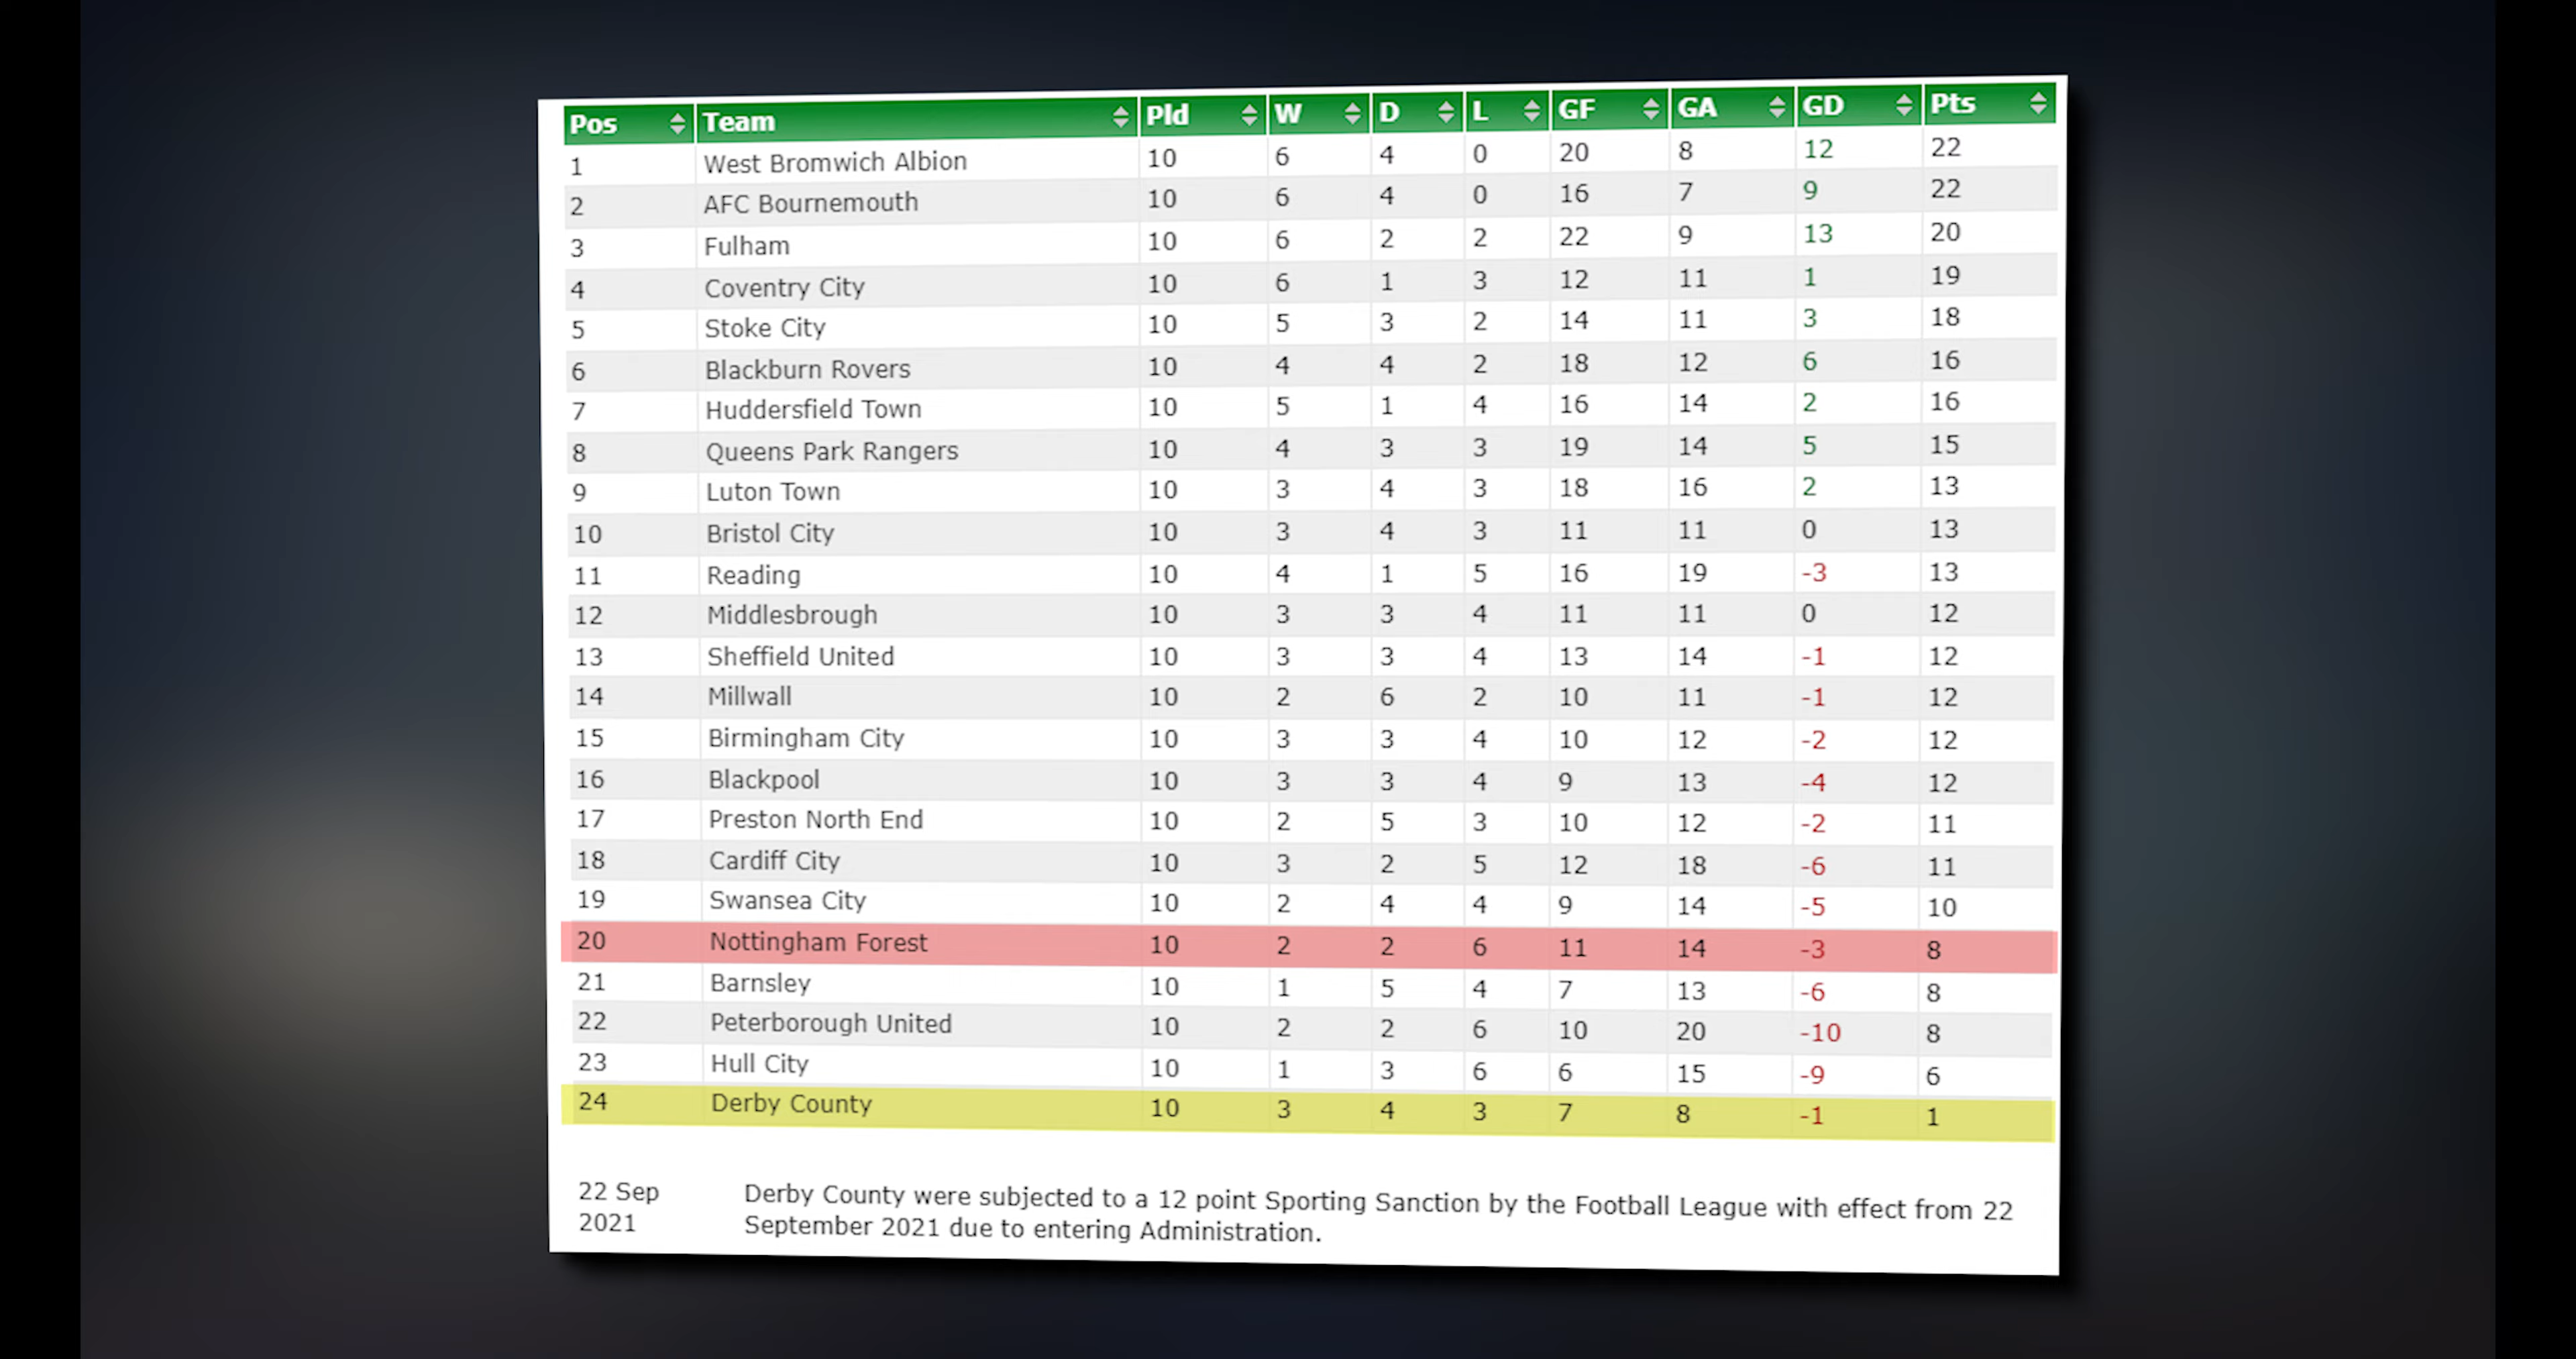 Pos Team Pld W D L GF GA GD Pts
1 West Bromwich Albion 10 6 4 0 20 8 12 22
2 AFC Bournemouth 10 6 4 0 16 7 9 22
3 Fulham 10 6 2 2 22 9 13 20
4 Coventry City 10 6 1 3 12 11 1 19
5 Stoke City 10 5 3 2 14 11 3 18
6 Blackburn Rovers 10 4 4 2 18 12 6 16
7 Huddersfield Town 10 5 1 4 16 14 2 16
8 Queens Park Rangers 10 4 3 3 19 14 5 15
9 Luton Town 10 3 4 3 18 16 2 13
10 Bristol City 10 3 4 3 11 11 0 13
11 Reading 10 4 1 5 16 19 -3 13
12 Middlesbrough 10 3 3 4 11 11 0 12
13 Sheffield United 10 3 3 4 13 14 -1 12
14 Millwall 10 2 6 2 10 11 -1 12
15 Birmingham City 10 3 3 4 10 12 -2 12
16 Blackpool 10 3 3 4 9 13 -4 12
17 Preston North End 10 2 5 3 10 12 -2 11
18 Cardiff City 10 3 2 5 12 18 -6 11
19 Swansea City 10 2 4 4 9 14 -5 10
20 Nottingham Forest 10 2 2 6 11 14 -3 8
21 Barnsley 10 1 5 4 7 13 -6 8
22 Peterborough United 10 2 2 6 10 20 -10 8
23 Hull City 10 1 3 6 6 15 -9 6
24 Derby County 10 3 4 3 7 8 -1 1
22 Sep
2021
Derby County were subjected to a 12 point Sporting Sanction by the Football League with effect from 22
September 2021 due to entering Administration.